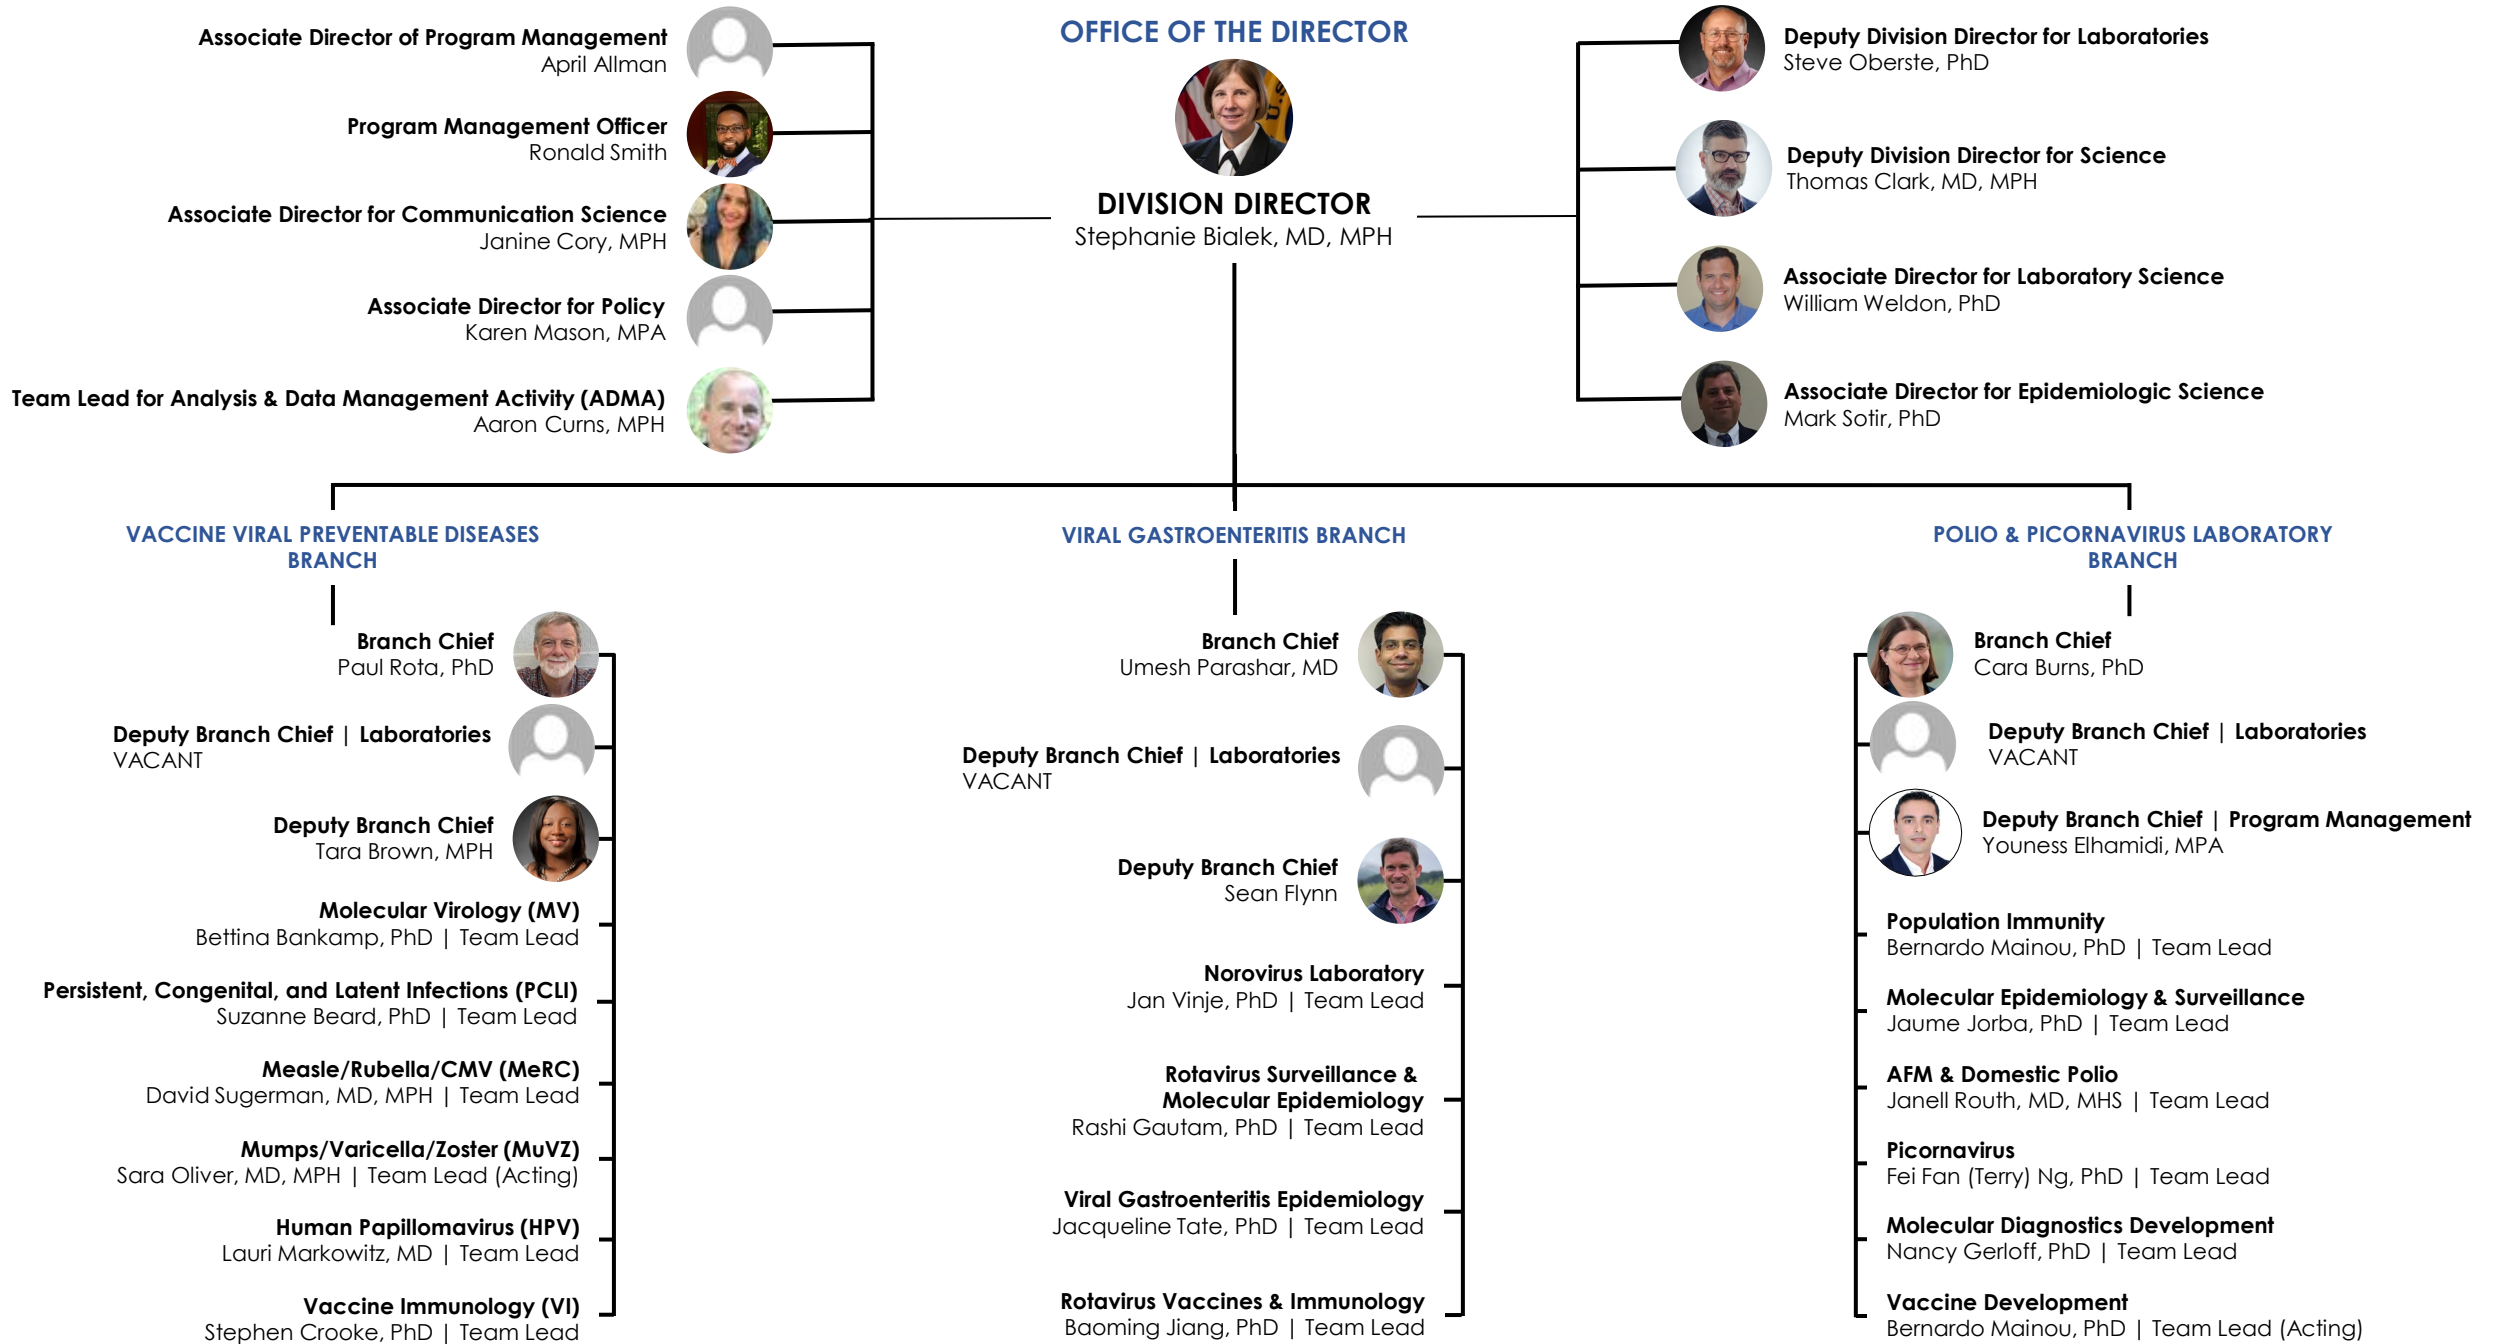 OFFICE OF THE DIRECTOR
DIVISION DIRECTOR
Stephanie Bialek, MD, MPH
Associate Director of Program Management
April Allman
Program Management Officer
Ronald Smith
Associate Director for Communication Science
Janine Cory, MPH
Associate Director for Policy
Karen Mason, MPA
Team Lead for Analysis & Data Management Activity (ADMA)
Aaron Curns, MPH
Deputy Division Director for Laboratories
Steve Oberste, PhD
Deputy Division Director for Science
Thomas Clark, MD, MPH
Associate Director for Laboratory Science
William Weldon, PhD
Associate Director for Epidemiologic Science
Mark Sotir, PhD
VACCINE VIRAL PREVENTABLE DISEASES
BRANCH
Branch Chief
Paul Rota, PhD
Deputy Branch Chief | Laboratories
VACANT
Deputy Branch Chief
Tara Brown, MPH
Molecular Virology (MV)
Bettina Bankamp, PhD | Team Lead
Persistent, Congenital, and Latent Infections (PCLI)
Suzanne Beard, PhD | Team Lead
Measle/Rubella/CMV (MeRC)
David Sugerman, MD, MPH | Team Lead
Mumps/Varicella/Zoster (MuVZ)
Sara Oliver, MD, MPH | Team Lead (Acting)
Human Papillomavirus (HPV)
Lauri Markowitz, MD | Team Lead
Vaccine Immunology (VI)
Stephen Crooke, PhD | Team Lead
VIRAL GASTROENTERITIS BRANCH
Branch Chief
Umesh Parashar, MD
Deputy Branch Chief | Laboratories
VACANT
Deputy Branch Chief
Sean Flynn
Norovirus Laboratory
Jan Vinje, PhD | Team Lead
Rotavirus Surveillance &
Molecular Epidemiology
Rashi Gautam, PhD | Team Lead
Viral Gastroenteritis Epidemiology
Jacqueline Tate, PhD | Team Lead
Rotavirus Vaccines & Immunology
Baoming Jiang, PhD | Team Lead
POLIO & PICORNAVIRUS LABORATORY
BRANCH
Branch Chief
Cara Burns, PhD
Deputy Branch Chief | Laboratories
VACANT
Deputy Branch Chief | Program Management
Youness Elhamidi, MPA
Population Immunity
Bernardo Mainou, PhD | Team Lead
Molecular Epidemiology & Surveillance
Jaume Jorba, PhD | Team Lead
AFM & Domestic Polio
Janell Routh, MD, MHS | Team Lead
Picornavirus
Fei Fan (Terry) Ng, PhD | Team Lead
Molecular Diagnostics Development
Nancy Gerloff, PhD | Team Lead
Vaccine Development
Bernardo Mainou, PhD | Team Lead (Acting)